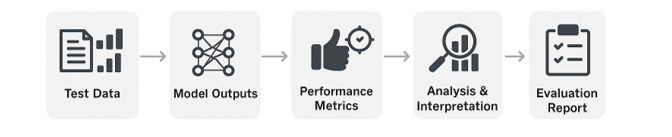 Test Data
Model Outputs
Performance
Metrics
Analysis &
Interpretation
Evaluation
Report